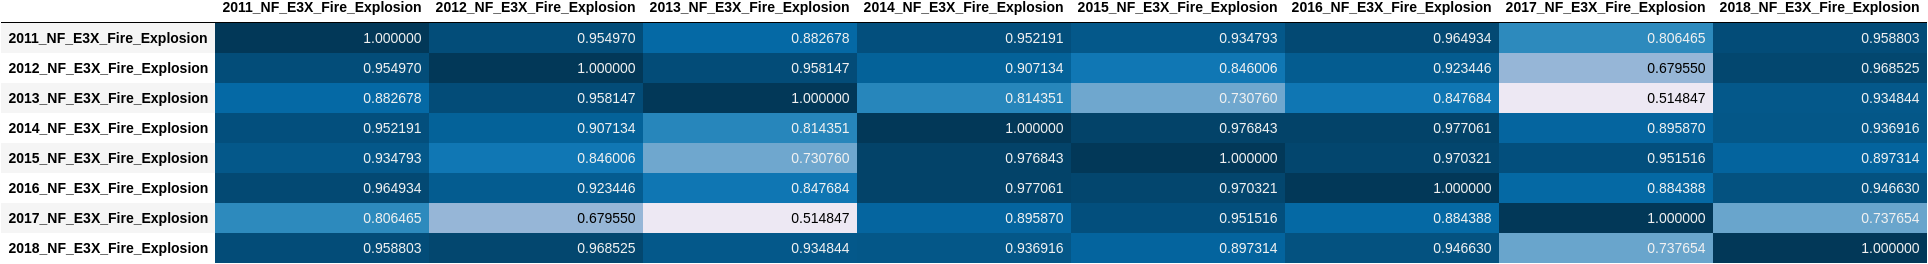 2011_NF_E3X_Fire_Explosion 2012_NF_E3X_Fire_Explosion 2013_NF_E3X_Fire_Explosion 2014_NF_E3X_Fire_Explosion 2015_NF_E3X_Fire_Explosion 2016_NF_E3X_Fire_Explosion 2017_NF_E3X_Fire_Explosion 2018_NF_E3X_Fire_Explosion
2011_NF_E3X_Fire_Explosion 1.000000 0.954970 0.882678 0.952191 0.934793 0.964934 0.806465 0.958803
2012_NF_E3X_Fire_Explosion 0.954970 1.000000 0.958147 0.907134 0.846006 0.923446 0.679550 0.968525
2013_NF_E3X_Fire_Explosion 0.882678 0.958147 1.000000 0.814351 0.730760 0.847684 0.514847 0.934844
2014_NF_E3X_Fire_Explosion 0.952191 0.907134 0.814351 1.000000 0.976843 0.977061 0.895870 0.936916
2015_NF_E3X_Fire_Explosion 0.934793 0.846006 0.730760 0.976843 1.000000 0.970321 0.951516 0.897314
2016_NF_E3X_Fire_Explosion 0.964934 0.923446 0.847684 0.977061 0.970321 1.000000 0.884388 0.946630
2017_NF_E3X_Fire_Explosion 0.806465 0.679550 0.514847 0.895870 0.951516 0.884388 1.000000 0.737654
2018_NF_E3X_Fire_Explosion 0.958803 0.968525 0.934844 0.936916 0.897314 0.946630 0.737654 1.000000